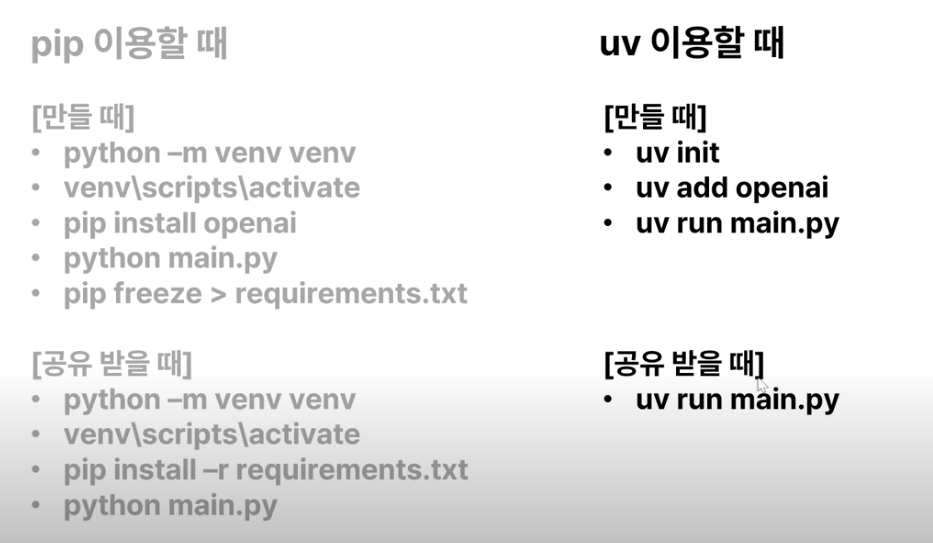 pip 이용할 때
[만들 때]
• python –m venv venv
• venv\scripts\activate
• pip install openai
• python main.py
• pip freeze > requirements.txt
[공유 받을 때]
• python –m venv venv
• venv\scripts\activate
• pip install –r requirements.txt
• python main.py
uv 이용할 때
[만들 때]
• uv init
• uv add openai
• uv run main.py
[공유 받을 때]
• uv run main.py